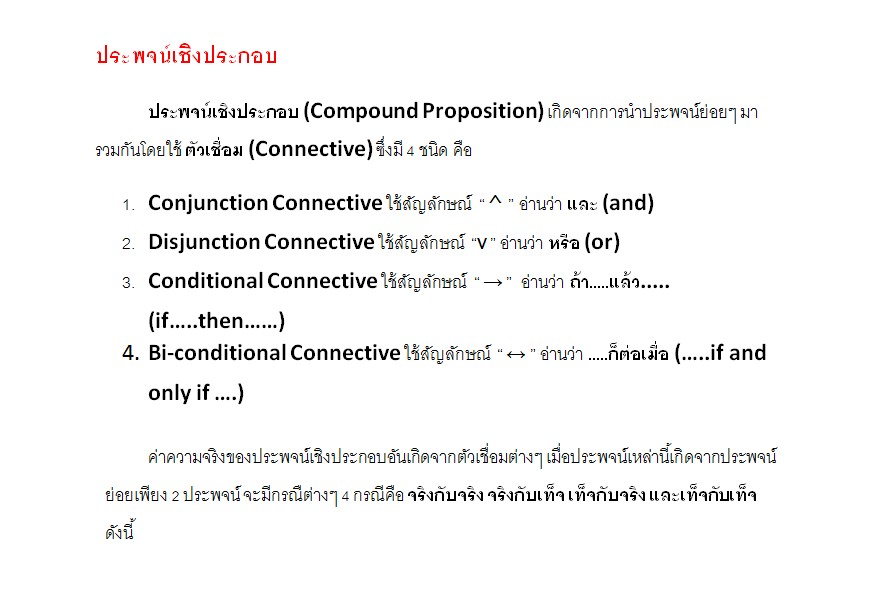 ประพจน์เชิงประกอบ
ประพจน์เชิงประกอบ (Compound Proposition) เกิดจากการนำประพจน์ย่อยๆ มา
รวมกันโดยใช้ ตัวเชื่อม (Connective) ซึ่งมี 4 ชนิด คือ
1. Conjunction Connective ใช้สัญลักษณ์ “ ^ ” อ่านว่า และ (and)
2. Disjunction Connective ใช้สัญลักษณ์ “v ” อ่านว่า หรือ (or)
3. Conditional Connective ใช้สัญลักษณ์ “ → ” อ่านว่า ถ้า.....แล้ว.....
(if.....then......)
4. Bi-conditional Connective ใช้สัญลักษณ์ “ ↔ ” อ่านว่า .....ก็ต่อเมื่อ (.....if and
only if ....)
ค่าความจริงของประพจน์เชิงประกอบอันเกิดจากตัวเชื่อมต่างๆ เมื่อประพจน์เหล่านี้เกิดจากประพจน์
ย่อยเพียง 2 ประพจน์ จะมีกรณีต่างๆ 4 กรณีคือ จริงกับจริง จริงกับเท็จ เท็จกับจริง และเท็จกับเท็จ
ดังนี้